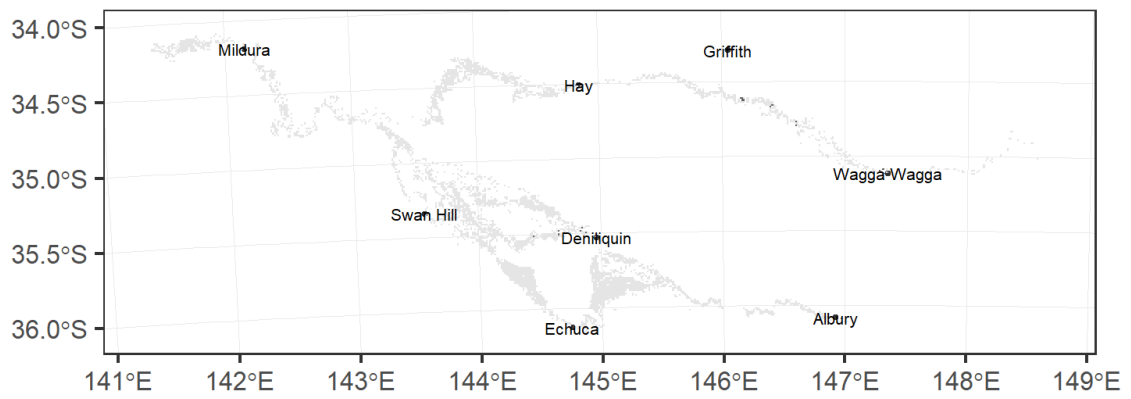 34.0°S
Mildura
Griffith
34.5°S
Hay
35.0°S
Wagga Wagga
Swan Hill
Deniliquin
35.5°S
36.0°S
Echuca
Albury
141°E 142°E 143°E 144°E 145°E 146°E 147°E 148°E 149°E